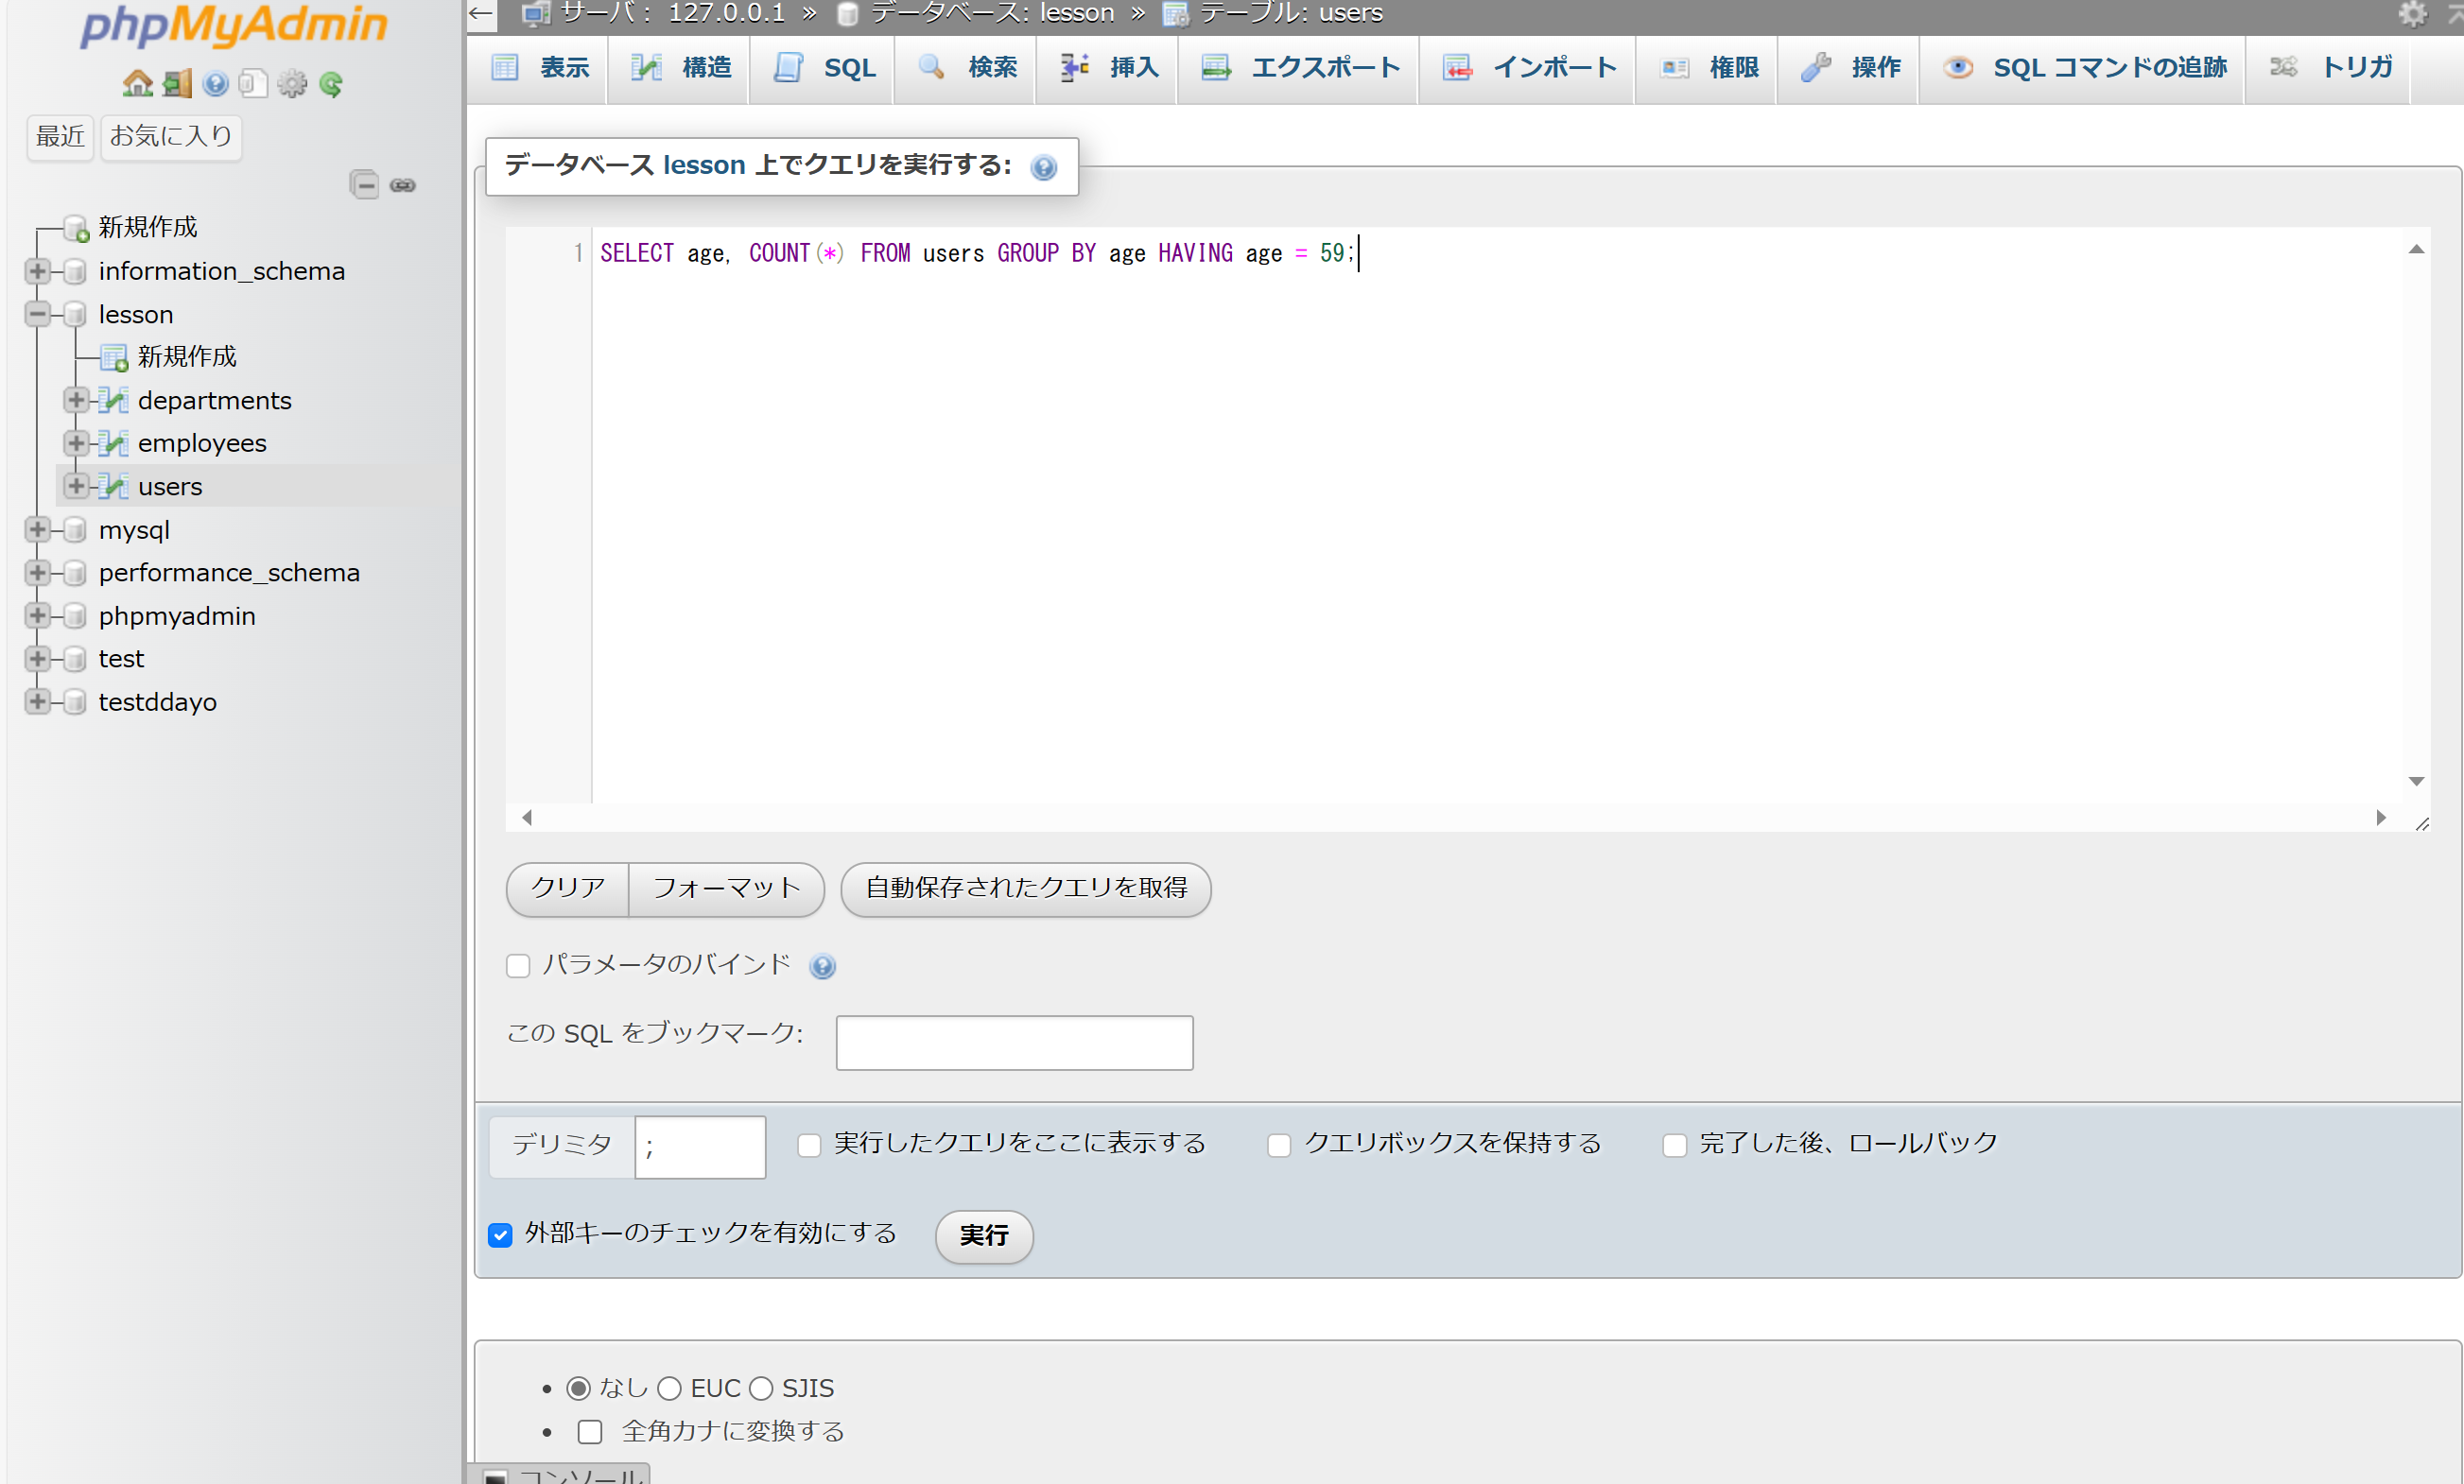 phpMyAdmin
最近 お気に入り
新規作成
information_schema
lesson
新規作成
departments
employees
users
mysql
performance_schema
phpmyadmin
test
testddayo
← サーバ: 127.0.0.1 » データベース: lesson » テーブル: users
表示 構造 SQL 検索 挿入 エクスポート インポート 権限 操作 SQL コマンドの追跡 トリガ
データベース lesson 上でクエリを実行する:
1 SELECT age, COUNT(*) FROM users GROUP BY age HAVING age = 59;
クリア フォーマット 自動保存されたクエリを取得
パラメータのバインド
この SQL をブックマーク:
デリミタ ; 実行したクエリをここに表示する クエリボックスを保持する 完了した後、ロールバック
外部キーのチェックを有効にする 実行
なし EUC SJIS
全角カナに変換する
コンソール